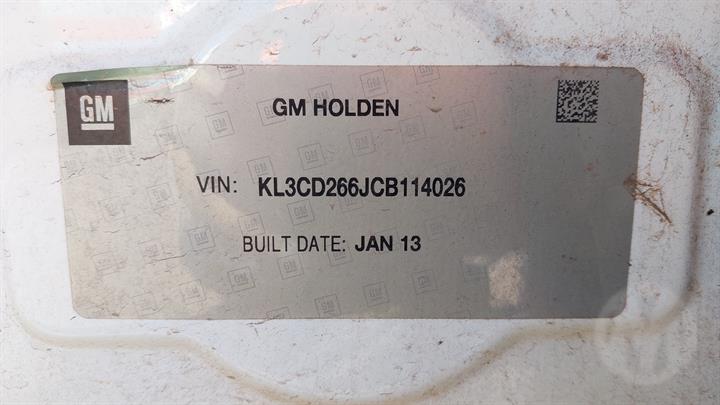 GM
GM HOLDEN
VIN: KL3CD266JCB114026
BUILT DATE: JAN 13